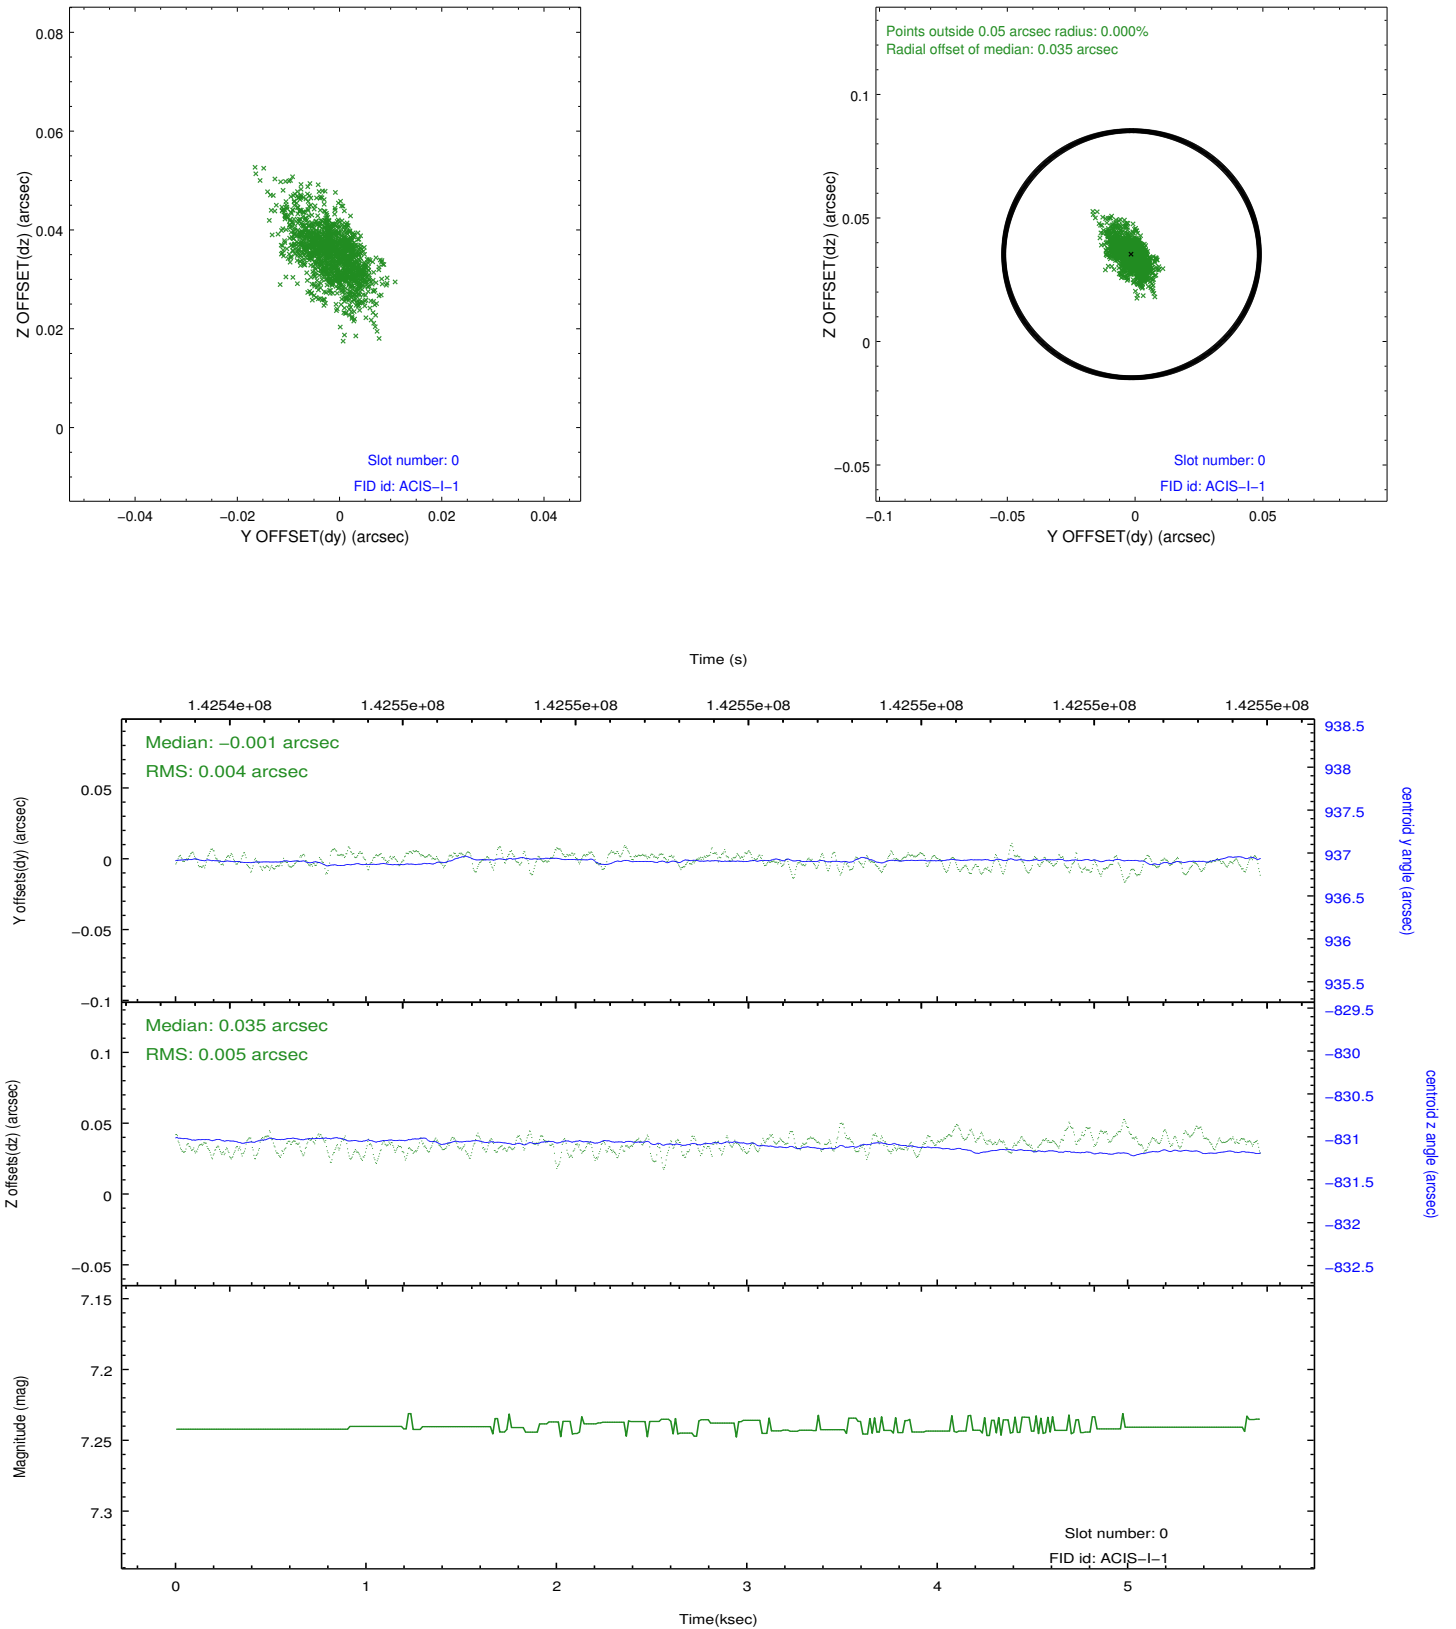 0.08
0.06
0.04
0.02
0
Z OFFSET(dz) (arcsec)
Slot number: 0
FID id: ACIS−I−1
−0.04 −0.02 0 0.02 0.04
Y OFFSET(dy) (arcsec)
Points outside 0.05 arcsec radius: 0.000%
Radial offset of median: 0.035 arcsec
0.1
0.05
0
−0.05
Z OFFSET(dz) (arcsec)
Slot number: 0
FID id: ACIS−I−1
−0.1 −0.05 0 0.05
Y OFFSET(dy) (arcsec)
Time (s)
1.4254e+08 1.4255e+08 1.4255e+08 1.4255e+08 1.4255e+08 1.4255e+08 1.4255e+08
Median: −0.001 arcsec
RMS: 0.004 arcsec
0.05
0
−0.05
−0.1
Y offsets(dy) (arcsec)
938.5
938
937.5
937
936.5
936
935.5
centroid y angle (arcsec)
Median: 0.035 arcsec
RMS: 0.005 arcsec
0.1
0.05
0
−0.05
Z offsets(dz) (arcsec)
−829.5
−830
−830.5
−831
−831.5
−832
−832.5
centroid z angle (arcsec)
7.15
7.2
7.25
7.3
Magnitude (mag)
Slot number: 0
FID id: ACIS−I−1
0 1 2 3 4 5
Time(ksec)